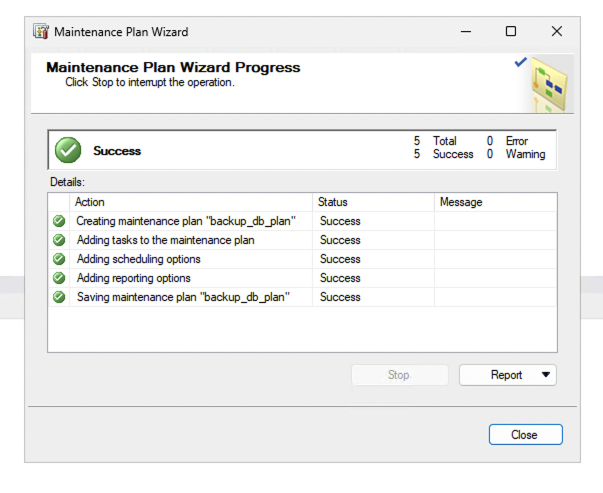 Maintenance Plan Wizard
Maintenance Plan Wizard Progress
Click Stop to interrupt the operation.
Success
5 Total 0 Error
5 Success 0 Warning
Details:
Action Status Message
Creating maintenance plan "backup_db_plan" Success
Adding tasks to the maintenance plan Success
Adding scheduling options Success
Adding reporting options Success
Saving maintenance plan "backup_db_plan" Success
Stop Report
Close